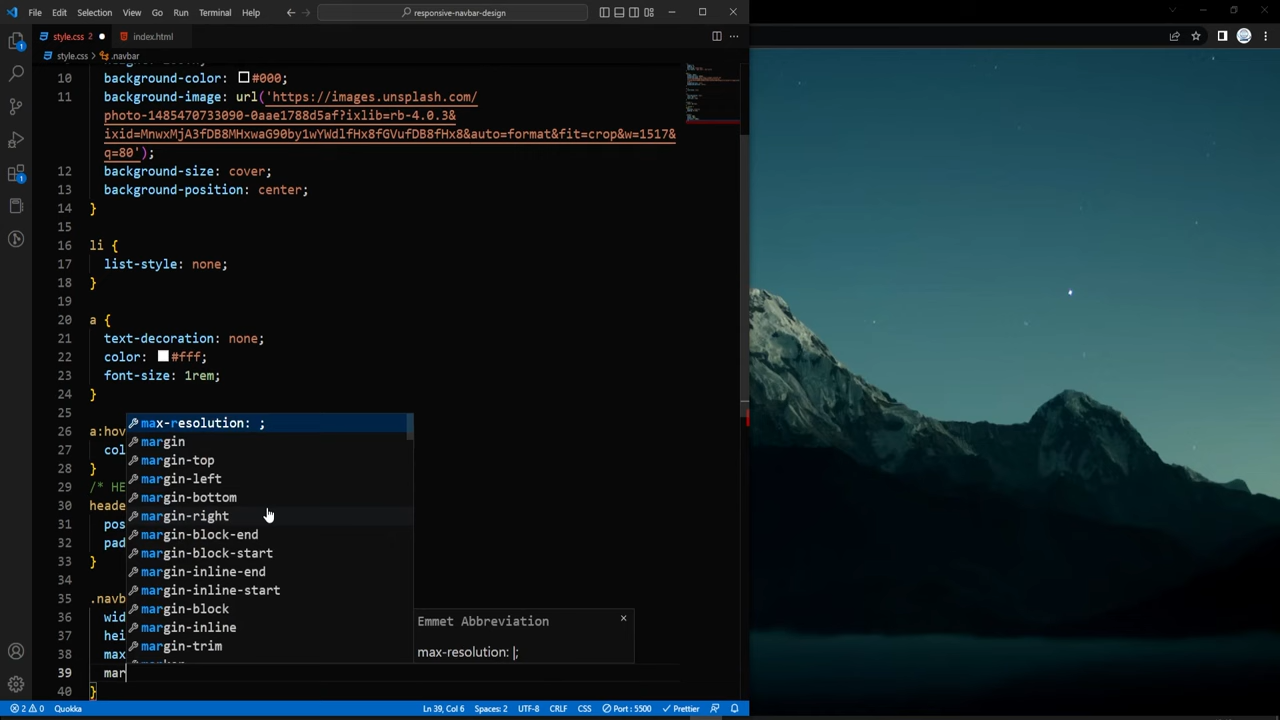 File Edit Selection View Go Run Terminal Help responsive-navbar-design
style.css 2 index.html
style.css > .navbar
10 background-color: #000;
11 background-image: url('https://images.unsplash.com/
photo-1485470733090-0aae1788d5af?ixlib=rb-4.0.3&
ixid=MnwxMjA3fDB8MHxwaG90by1wYWdlfHx8fGVufDB8fHx8&auto=format&fit=crop&w=1517&
q=80');
12 background-size: cover;
13 background-position: center;
14 }
15
16 li {
17 list-style: none;
18 }
19
20 a {
21 text-decoration: none;
22 color: #fff;
23 font-size: 1rem;
24 }
25
max-resolution: ;
26 a:hov
margin
27 col
margin-top
28 }
margin-left
29 /* HE
margin-bottom
30 heade
margin-right
31 pos
margin-block-end
32 pad
margin-block-start
33 }
margin-inline-end
34
margin-inline-start
35 .navb
margin-block
36 wid
margin-inline
37 hei
margin-trim
38 max
39 mar
40 }
Emmet Abbreviation
max-resolution: |;
2 0 Quokka Ln 39, Col 6 Spaces: 2 UTF-8 CRLF CSS Port : 5500 Prettier